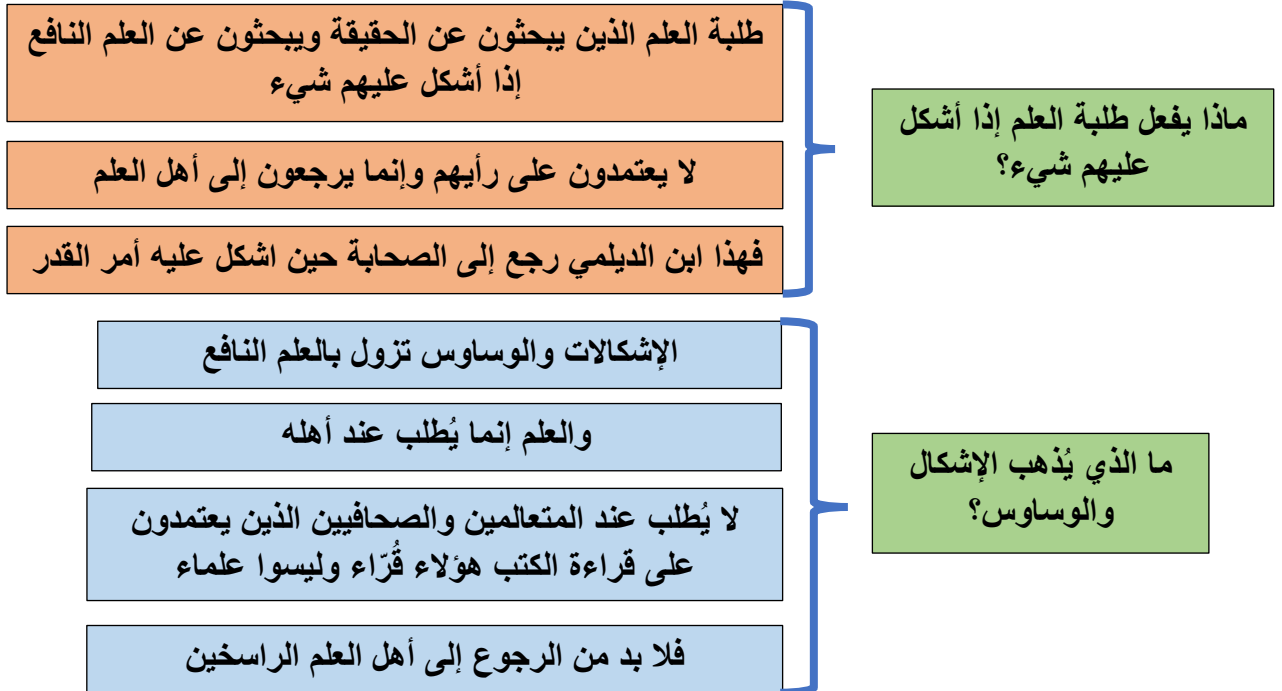 ماذا يفعل طلبة العلم إذا أشكل
عليهم شيء؟
طلبة العلم الذين يبحثون عن الحقيقة ويبحثون عن العلم النافع
إذا أشكل عليهم شيء
لا يعتمدون على رأيهم وإنما يرجعون إلى أهل العلم
فهذا ابن الديلمي رجع إلى الصحابة حين اشكل عليه أمر القدر
ما الذي يُذهب الإشكال
والوساوس؟
الإشكالات والوساوس تزول بالعلم النافع
والعلم إنما يُطلب عند أهله
لا يُطلب عند المتعالمين والصحافيين الذين يعتمدون
على قراءة الكتب هؤلاء قُرّاء وليسوا علماء
فلا بد من الرجوع إلى أهل العلم الراسخين